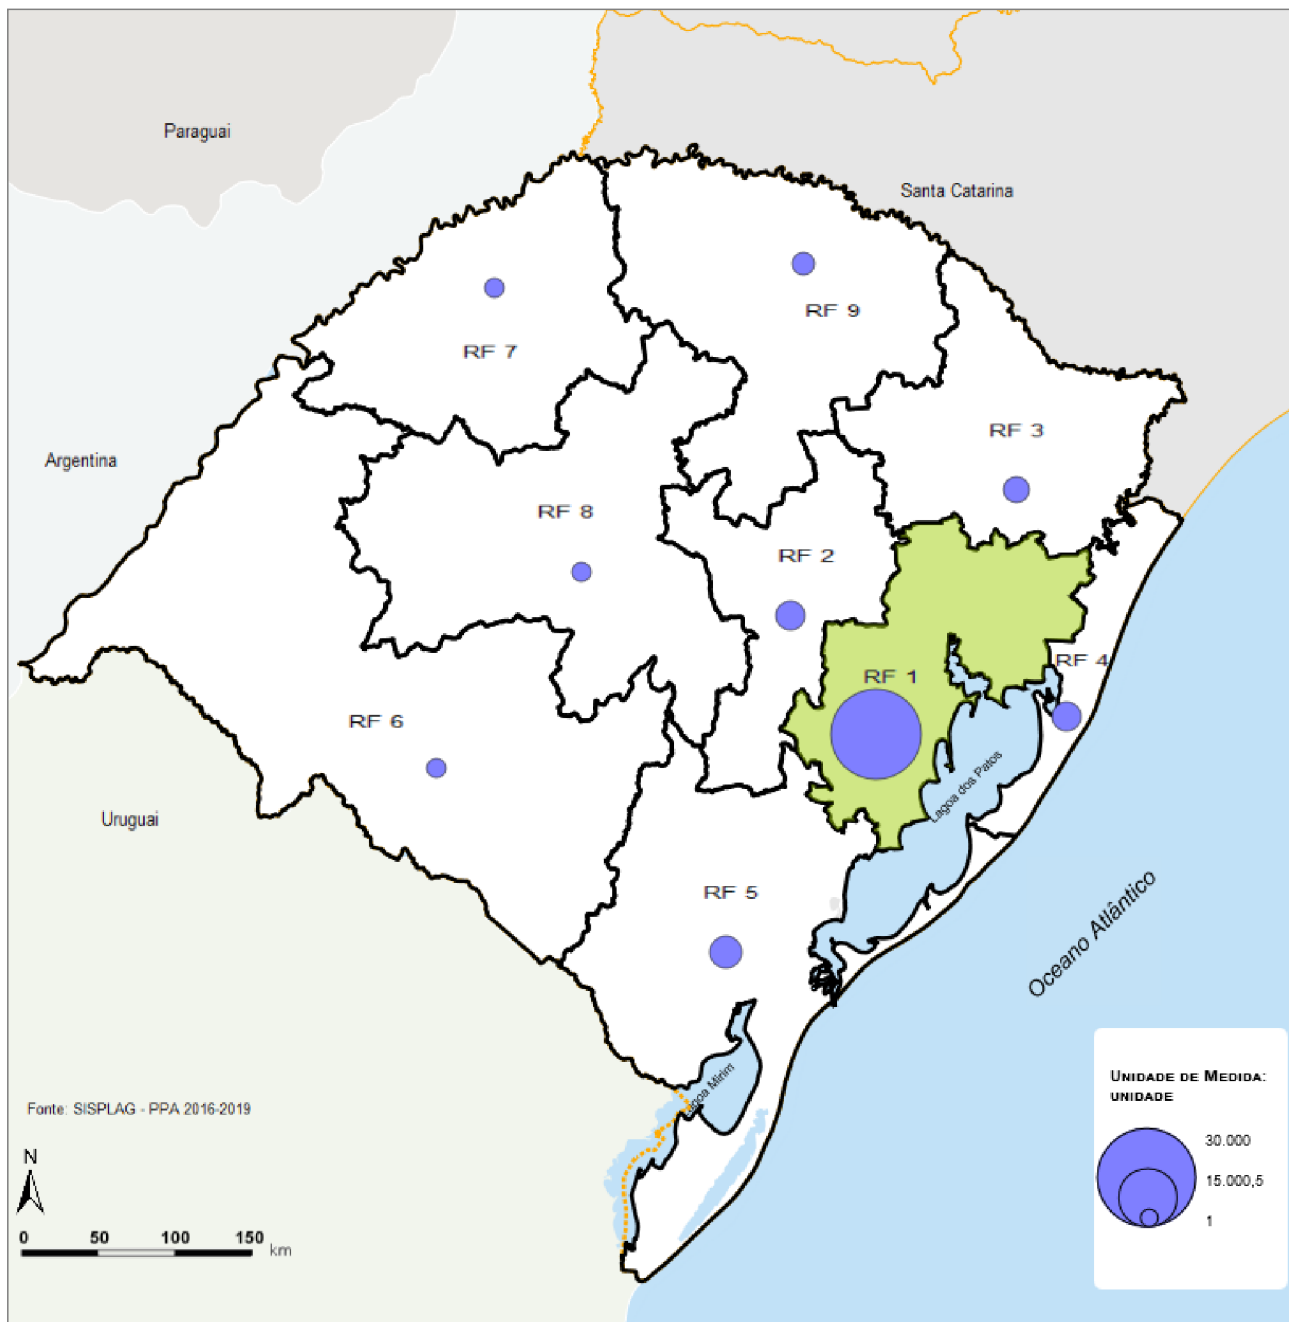 Paraguai
Santa Catarina
RF 9
RF 7
RF 3
Argentina
RF 8
RF 2
RF 4
RF 1
RF 6
Lagoa dos Patos
Uruguai
RF 5
Oceano Atlântico
UNIDADE DE MEDIDA:
UNIDADE
30.000
15.000,5
1
Lagoa Mirim
Fonte: SISPLAG - PPA 2016-2019
N
0 50 100 150
km